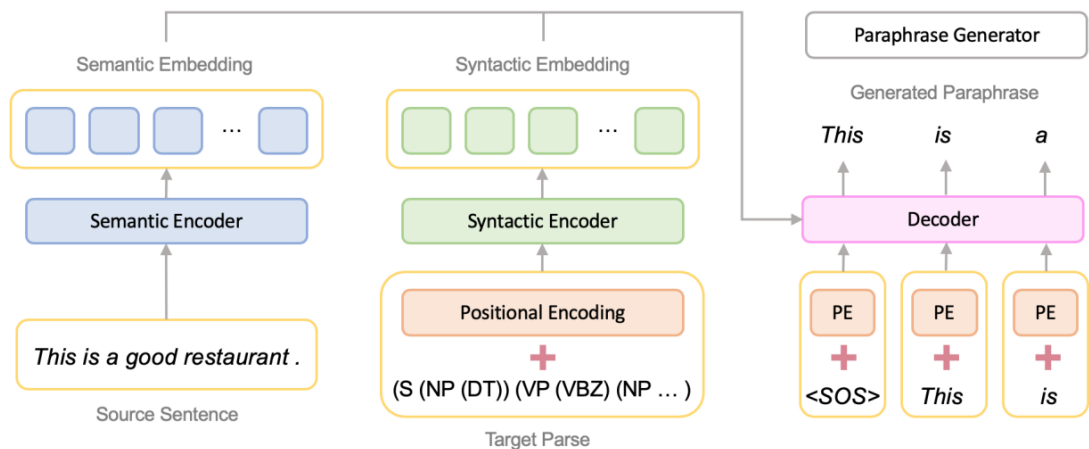 Semantic Embedding
...
Semantic Encoder
This is a good restaurant .
Source Sentence
Syntactic Embedding
...
Syntactic Encoder
Positional Encoding
+
(S (NP (DT)) (VP (VBZ) (NP ... )
Target Parse
Paraphrase Generator
Generated Paraphrase
This is a
Decoder
PE PE PE
+ + +
<SOS> This is